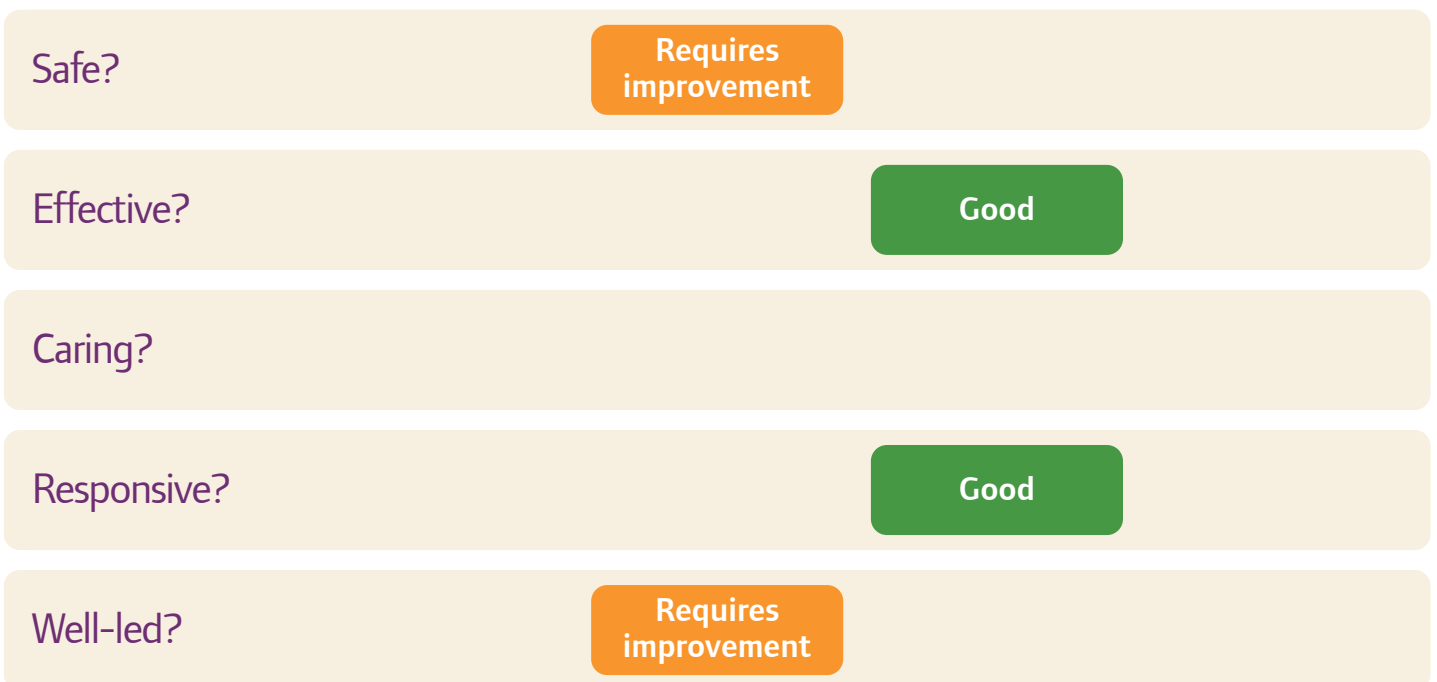 Safe?
Requires
improvement
Effective?
Good
Caring?
Responsive?
Good
Well-led?
Requires
improvement